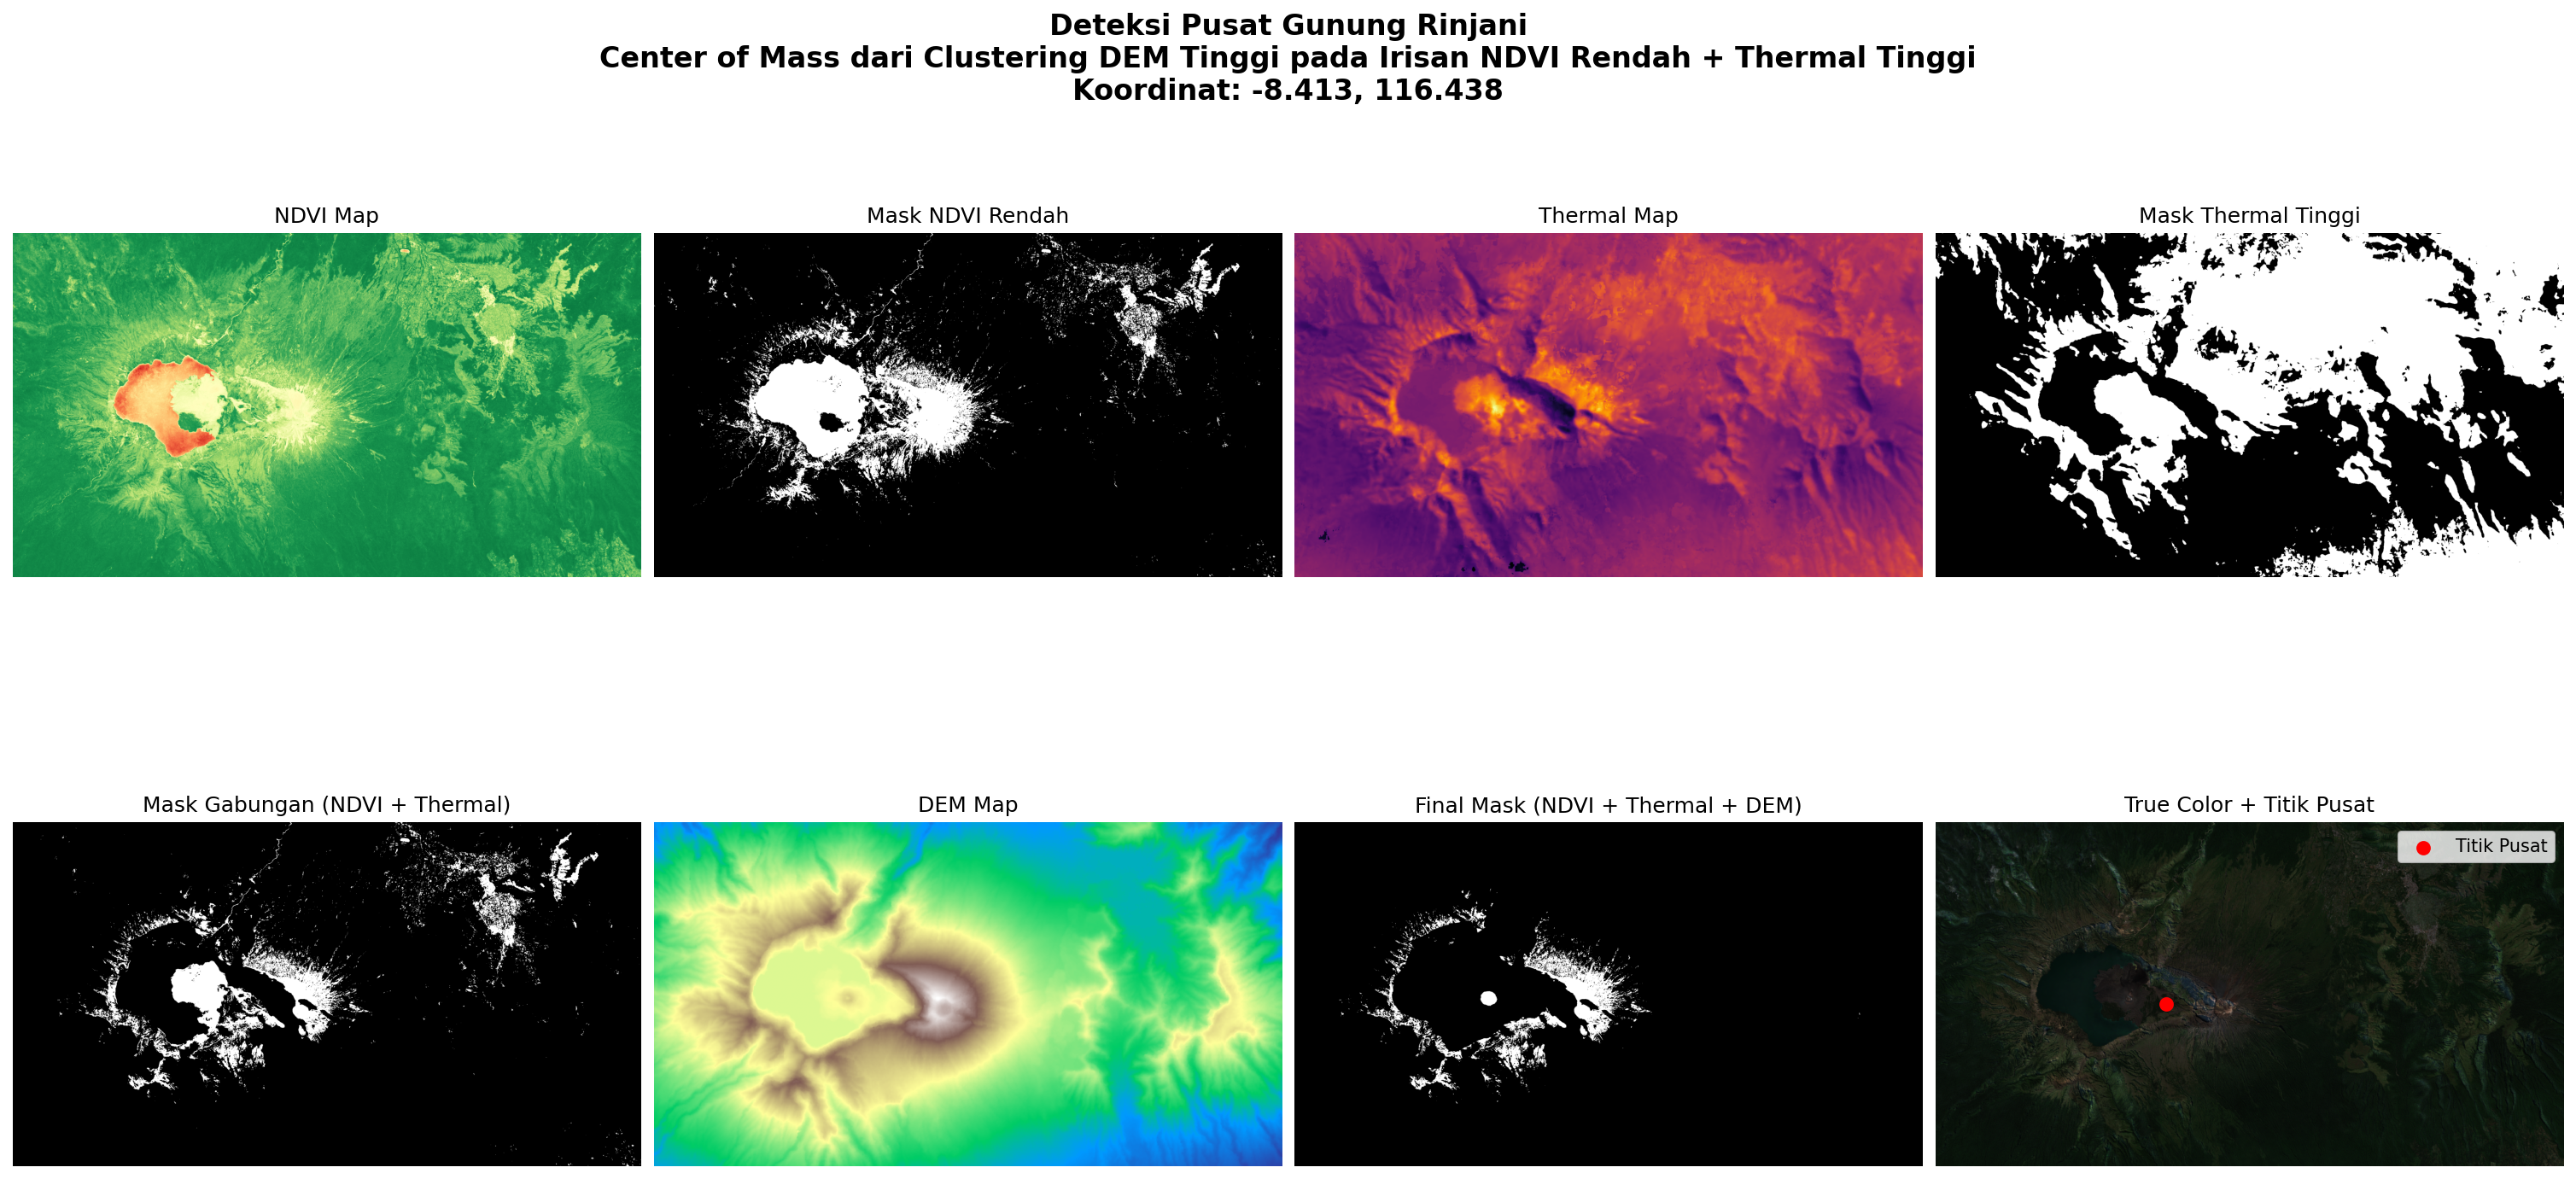 Deteksi Pusat Gunung Rinjani
Center of Mass dari Clustering DEM Tinggi pada Irisan NDVI Rendah + Thermal Tinggi
Koordinat: -8.413, 116.438
NDVI Map
Mask NDVI Rendah
Thermal Map
Mask Thermal Tinggi
Mask Gabungan (NDVI + Thermal)
DEM Map
Final Mask (NDVI + Thermal + DEM)
True Color + Titik Pusat
Titik Pusat